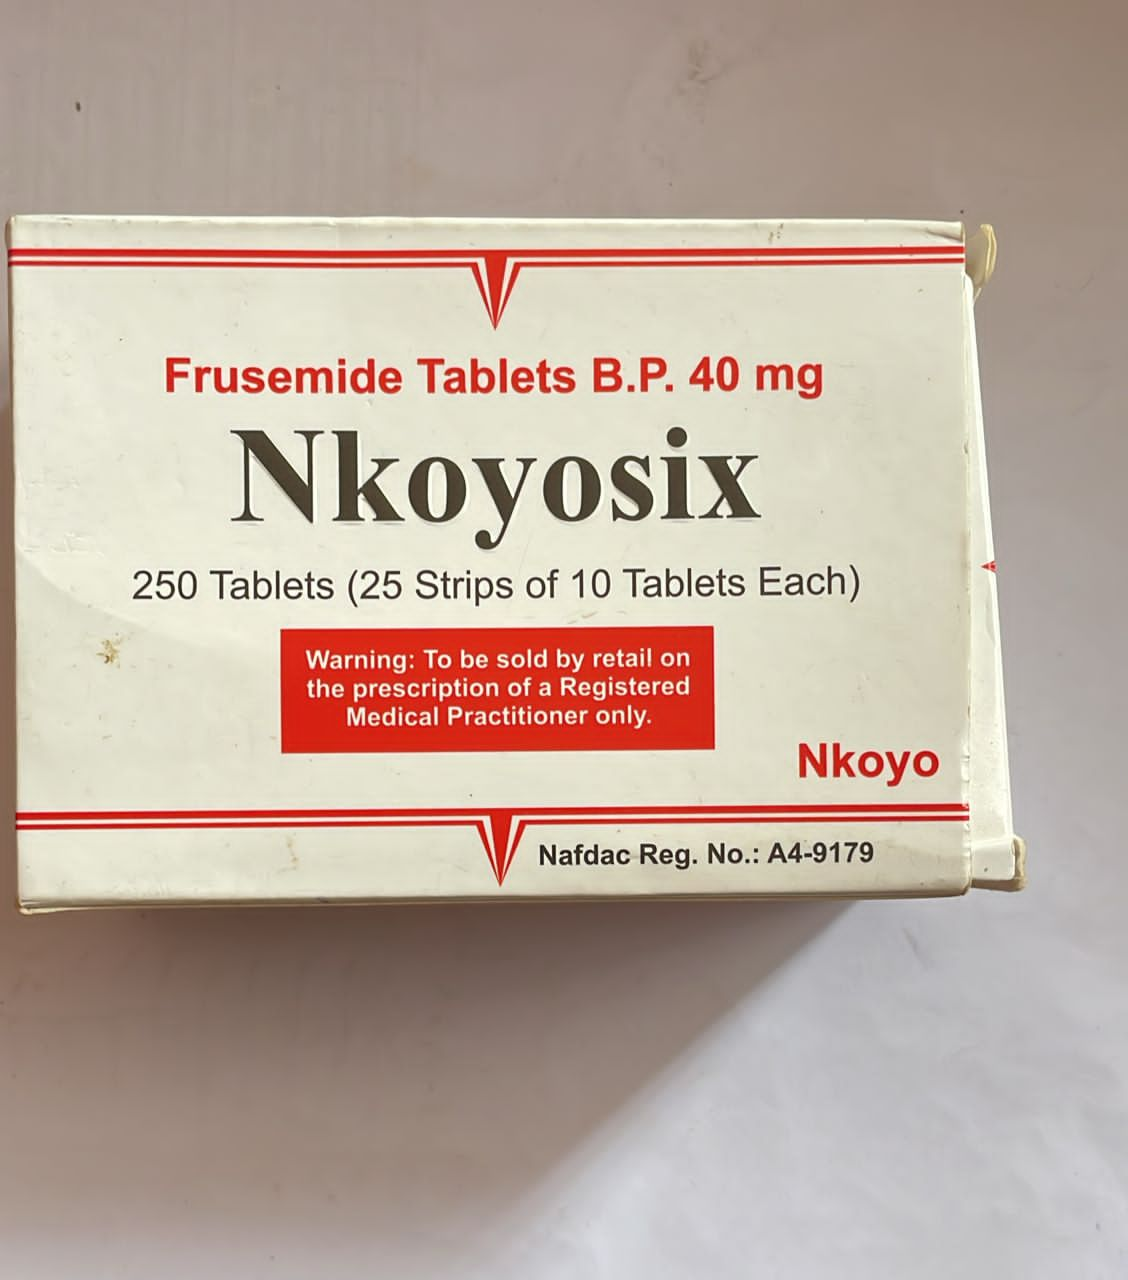 Frusemide Tablets B.P. 40 mg
Nkoyosix
250 Tablets (25 Strips of 10 Tablets Each)
Warning: To be sold by retail on
the prescription of a Registered
Medical Practitioner only.
Nkoyo
Nafdac Reg. No.: A4-9179